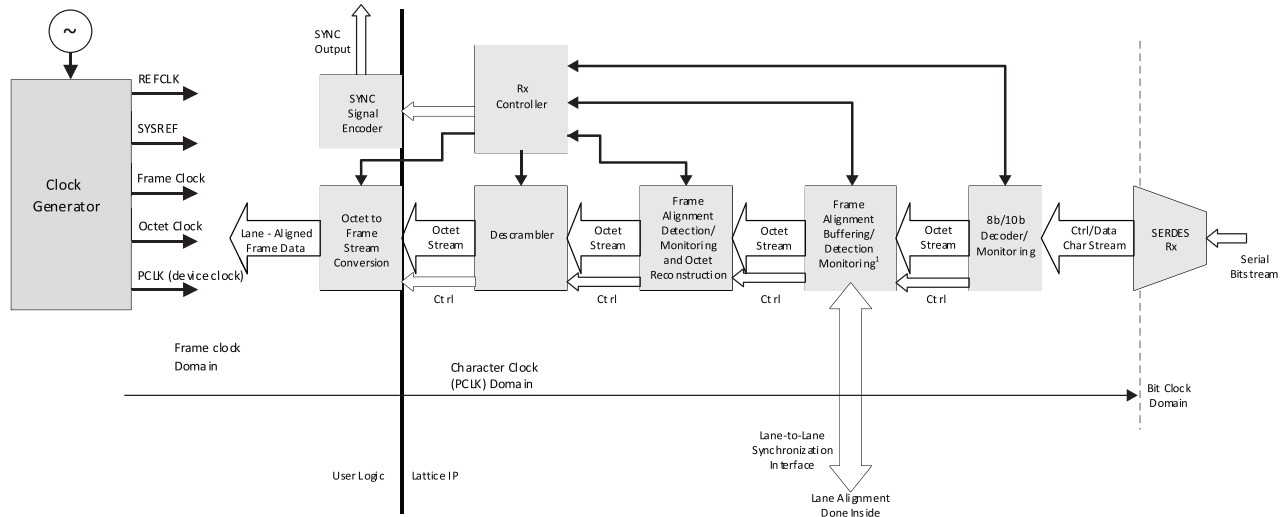 ~
SYNC
Output
REFCLK
SYSREF
Frame Clock
Octet Clock
PCLK (device clock)
Clock
Generator
SYNC
Signal
Encoder
Rx
Controller
Lane - Aligned
Frame Data
Octet to
Frame
Stream
Conversion
Octet
Stream
Ctrl
Descrambler
Octet
Stream
Ctrl
Frame
Alignment
Detection/
Monitoring
and Octet
Reconstruction
Octet
Stream
Ctrl
Frame
Alignment
Buffering/
Detection
Monitoring1
Octet
Stream
Ctrl
8b/10b
Decoder/
Monitoring
Ctrl/Data
Char Stream
SERDES
Rx
Serial
Bitstream
Frame clock
Domain
Character Clock
(PCLK) Domain
Bit Clock
Domain
Lane-to-Lane
Synchronization
Interface
User Logic
Lattice IP
Lane Alignment
Done Inside